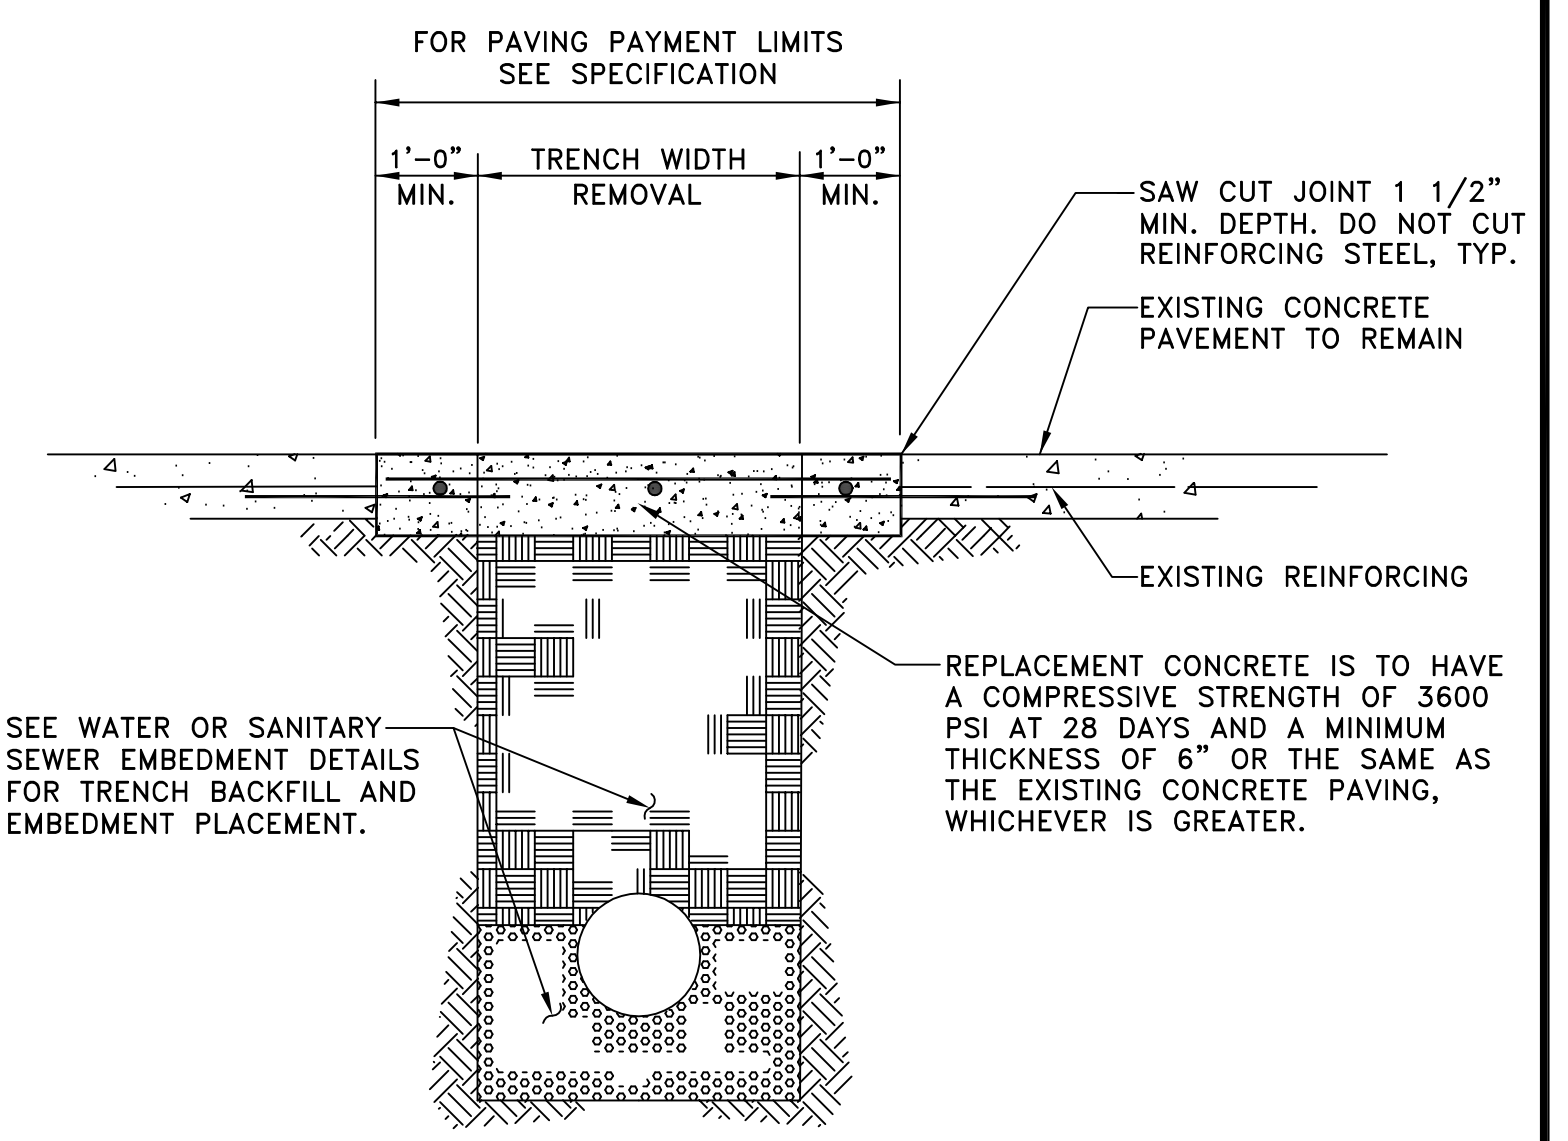 FOR PAVING PAYMENT LIMITS
SEE SPECIFICATION
1'-0"
MIN.
TRENCH WIDTH
REMOVAL
1'-0"
MIN.
SAW CUT JOINT 1 1/2"
MIN. DEPTH. DO NOT CUT
REINFORCING STEEL, TYP.
EXISTING CONCRETE
PAVEMENT TO REMAIN
EXISTING REINFORCING
REPLACEMENT CONCRETE IS TO HAVE
A COMPRESSIVE STRENGTH OF 3600
PSI AT 28 DAYS AND A MINIMUM
THICKNESS OF 6" OR THE SAME AS
THE EXISTING CONCRETE PAVING,
WHICHEVER IS GREATER.
SEE WATER OR SANITARY
SEWER EMBEDMENT DETAILS
FOR TRENCH BACKFILL AND
EMBEDMENT PLACEMENT.